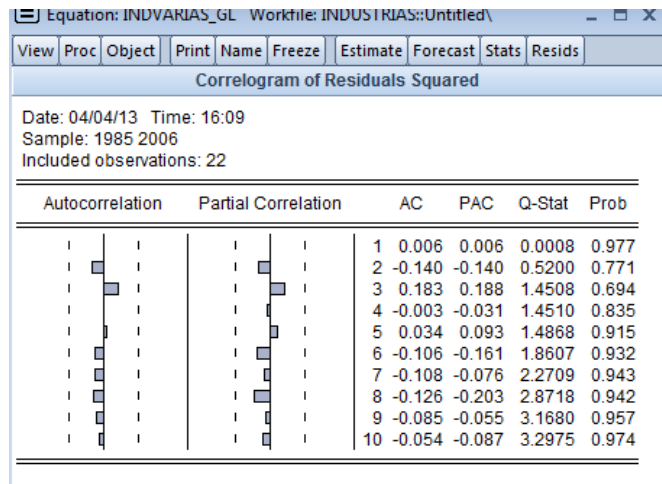 Equation: INDVARIAS_GL Workfile: INDUSTRIAS::Untitled\
View Proc Object Print Name Freeze Estimate Forecast Stats Resids
Correlogram of Residuals Squared
Date: 04/04/13 Time: 16:09
Sample: 1985 2006
Included observations: 22
Autocorrelation Partial Correlation AC PAC Q-Stat Prob
1 0.006 0.006 0.0008 0.977
2 -0.140 -0.140 0.5200 0.771
3 0.183 0.188 1.4508 0.694
4 -0.003 -0.031 1.4510 0.835
5 0.034 0.093 1.4868 0.915
6 -0.106 -0.161 1.8607 0.932
7 -0.108 -0.076 2.2709 0.943
8 -0.126 -0.203 2.8718 0.942
9 -0.085 -0.055 3.1680 0.957
10 -0.054 -0.087 3.2975 0.974